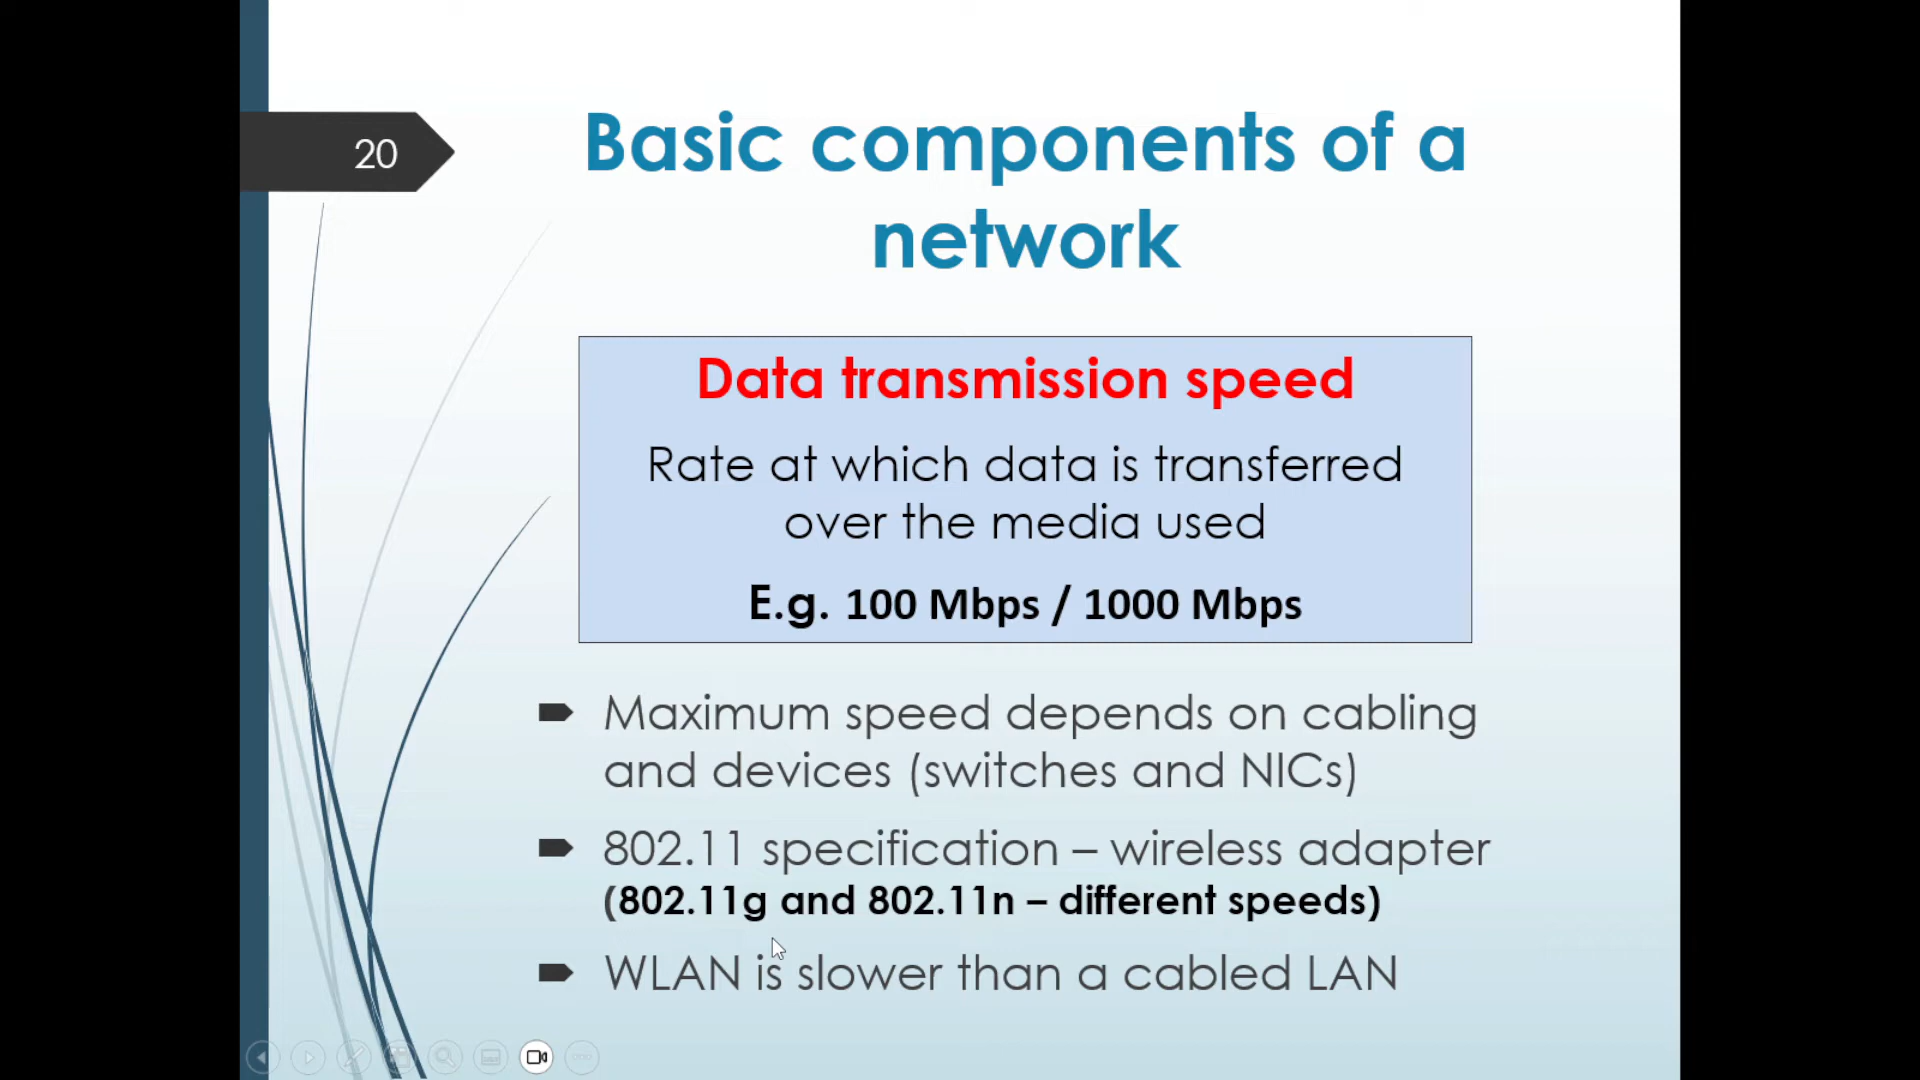 20
Basic components of a
network
Data transmission speed
Rate at which data is transferred
over the media used
E.g. 100 Mbps / 1000 Mbps
Maximum speed depends on cabling
and devices (switches and NICs)
802.11 specification – wireless adapter
(802.11g and 802.11n – different speeds)
WLAN is slower than a cabled LAN